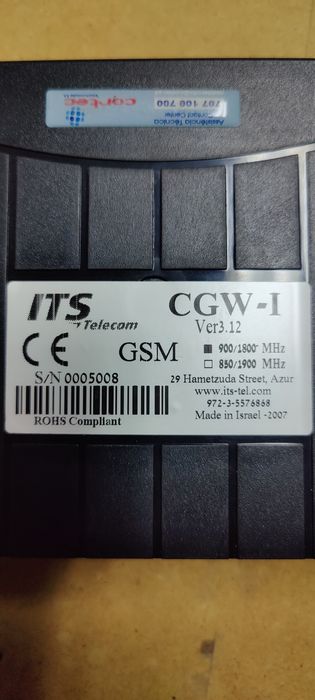 Assistência Técnica
Contact Center
707 100 700
cortec
ITS
Telecom
CGW-I
Ver3.12
CE
GSM
900/1800 MHz
850/1900 MHz
S/N 0005008
29 Hametzuda Street, Azur
www.its-tel.com
972-3-5576868
Made in Israel -2007
ROHS Compliant